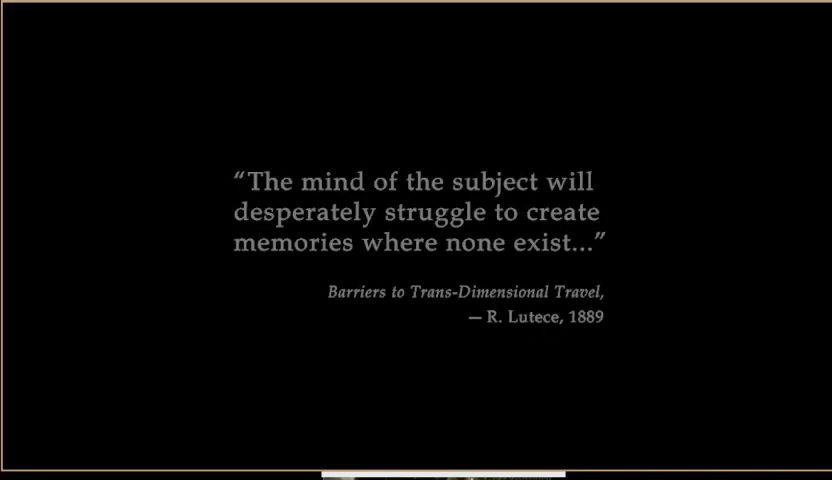 “The mind of the subject will
desperately struggle to create
memories where none exist...”
Barriers to Trans-Dimensional Travel,
— R. Lutece, 1889